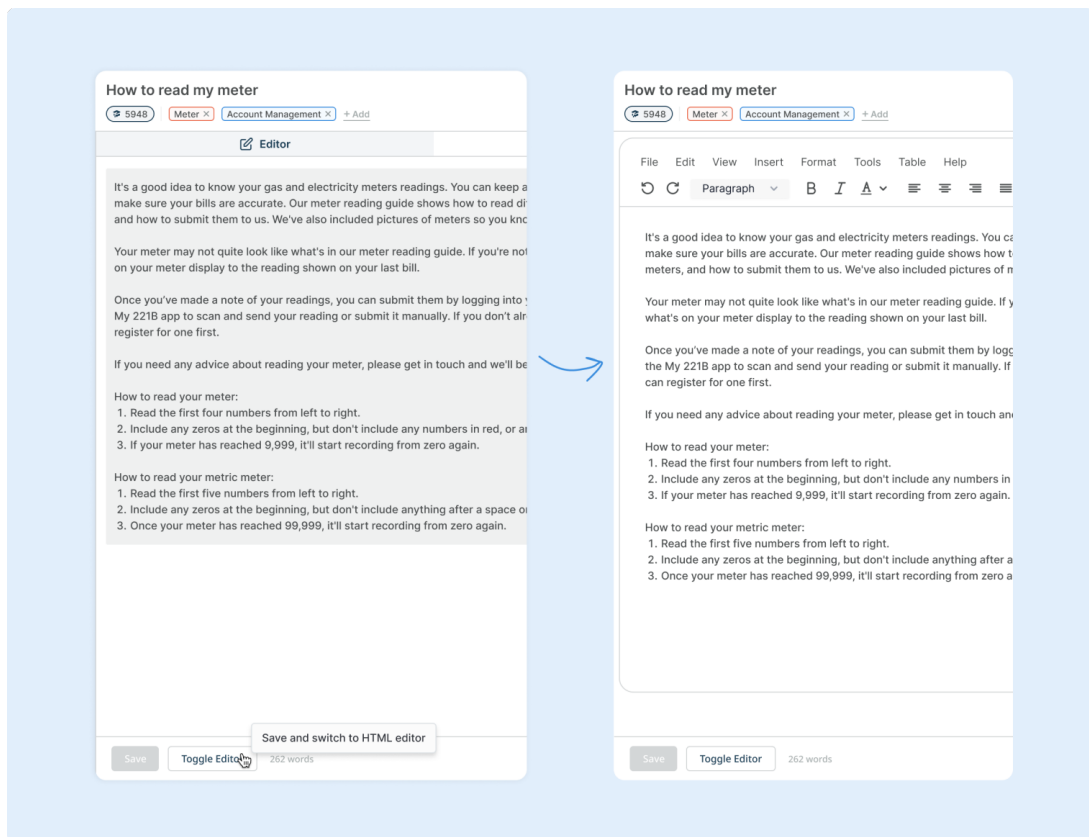 How to read my meter
5948 Meter × Account Management × + Add
Editor
It's a good idea to know your gas and electricity meters readings. You can keep a
make sure your bills are accurate. Our meter reading guide shows how to read di
and how to submit them to us. We've also included pictures of meters so you kno
Your meter may not quite look like what's in our meter reading guide. If you're not
on your meter display to the reading shown on your last bill.
Once you've made a note of your readings, you can submit them by logging into y
My 221B app to scan and send your reading or submit it manually. If you don't alr
register for one first.
If you need any advice about reading your meter, please get in touch and we'll be
How to read your meter:
1. Read the first four numbers from left to right.
2. Include any zeros at the beginning, but don't include any numbers in red, or an
3. If your meter has reached 9,999, it'll start recording from zero again.
How to read your metric meter:
1. Read the first five numbers from left to right.
2. Include any zeros at the beginning, but don't include anything after a space or
3. Once your meter has reached 99,999, it'll start recording from zero again.
Save and switch to HTML editor
Save Toggle Editor 262 words
How to read my meter
5948 Meter × Account Management × + Add
File Edit View Insert Format Tools Table Help
Paragraph B I A
It's a good idea to know your gas and electricity meters readings. You ca
make sure your bills are accurate. Our meter reading guide shows how t
meters, and how to submit them to us. We've also included pictures of m
Your meter may not quite look like what's in our meter reading guide. If y
what's on your meter display to the reading shown on your last bill.
Once you've made a note of your readings, you can submit them by logg
the My 221B app to scan and send your reading or submit it manually. If
can register for one first.
If you need any advice about reading your meter, please get in touch an
How to read your meter:
1. Read the first four numbers from left to right.
2. Include any zeros at the beginning, but don't include any numbers in
3. If your meter has reached 9,999, it'll start recording from zero again.
How to read your metric meter:
1. Read the first five numbers from left to right.
2. Include any zeros at the beginning, but don't include anything after a
3. Once your meter has reached 99,999, it'll start recording from zero a
Save Toggle Editor 262 words